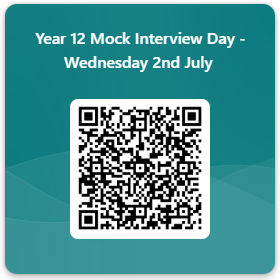 Year 12 Mock Interview Day -
Wednesday 2nd July